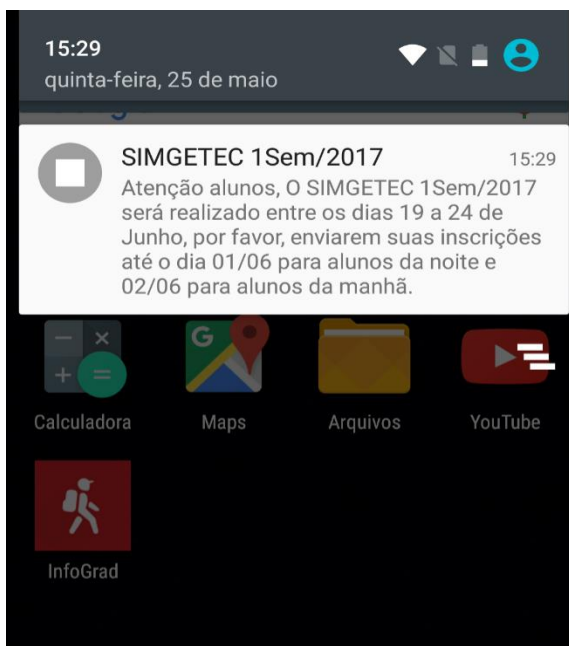 15:29
quinta-feira, 25 de maio
SIMGETEC 1Sem/2017 15:29
Atenção alunos, O SIMGETEC 1Sem/2017
será realizado entre os dias 19 a 24 de
Junho, por favor, enviarem suas inscrições
até o dia 01/06 para alunos da noite e
02/06 para alunos da manhã.
G
Calculadora Maps Arquivos YouTube
InfoGrad